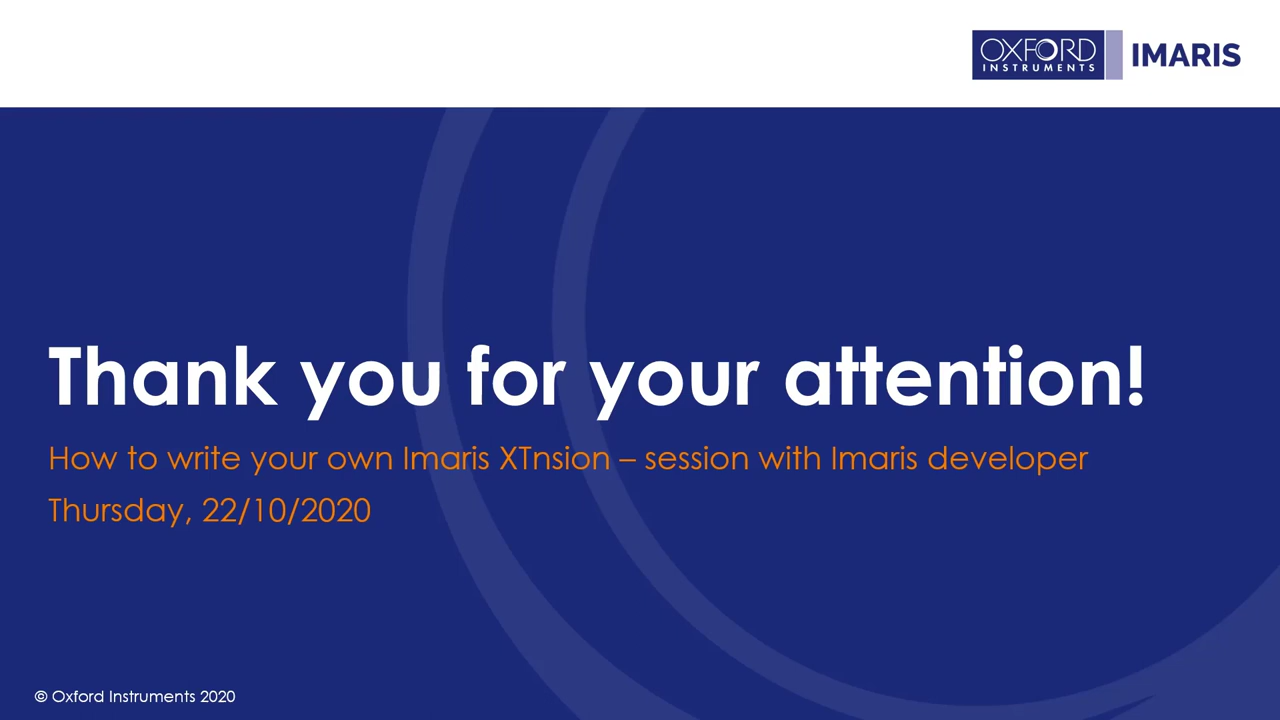 OXFORD
INSTRUMENTS
IMARIS
Thank you for your attention!
How to write your own Imaris XTnsion – session with Imaris developer
Thursday, 22/10/2020
© Oxford Instruments 2020